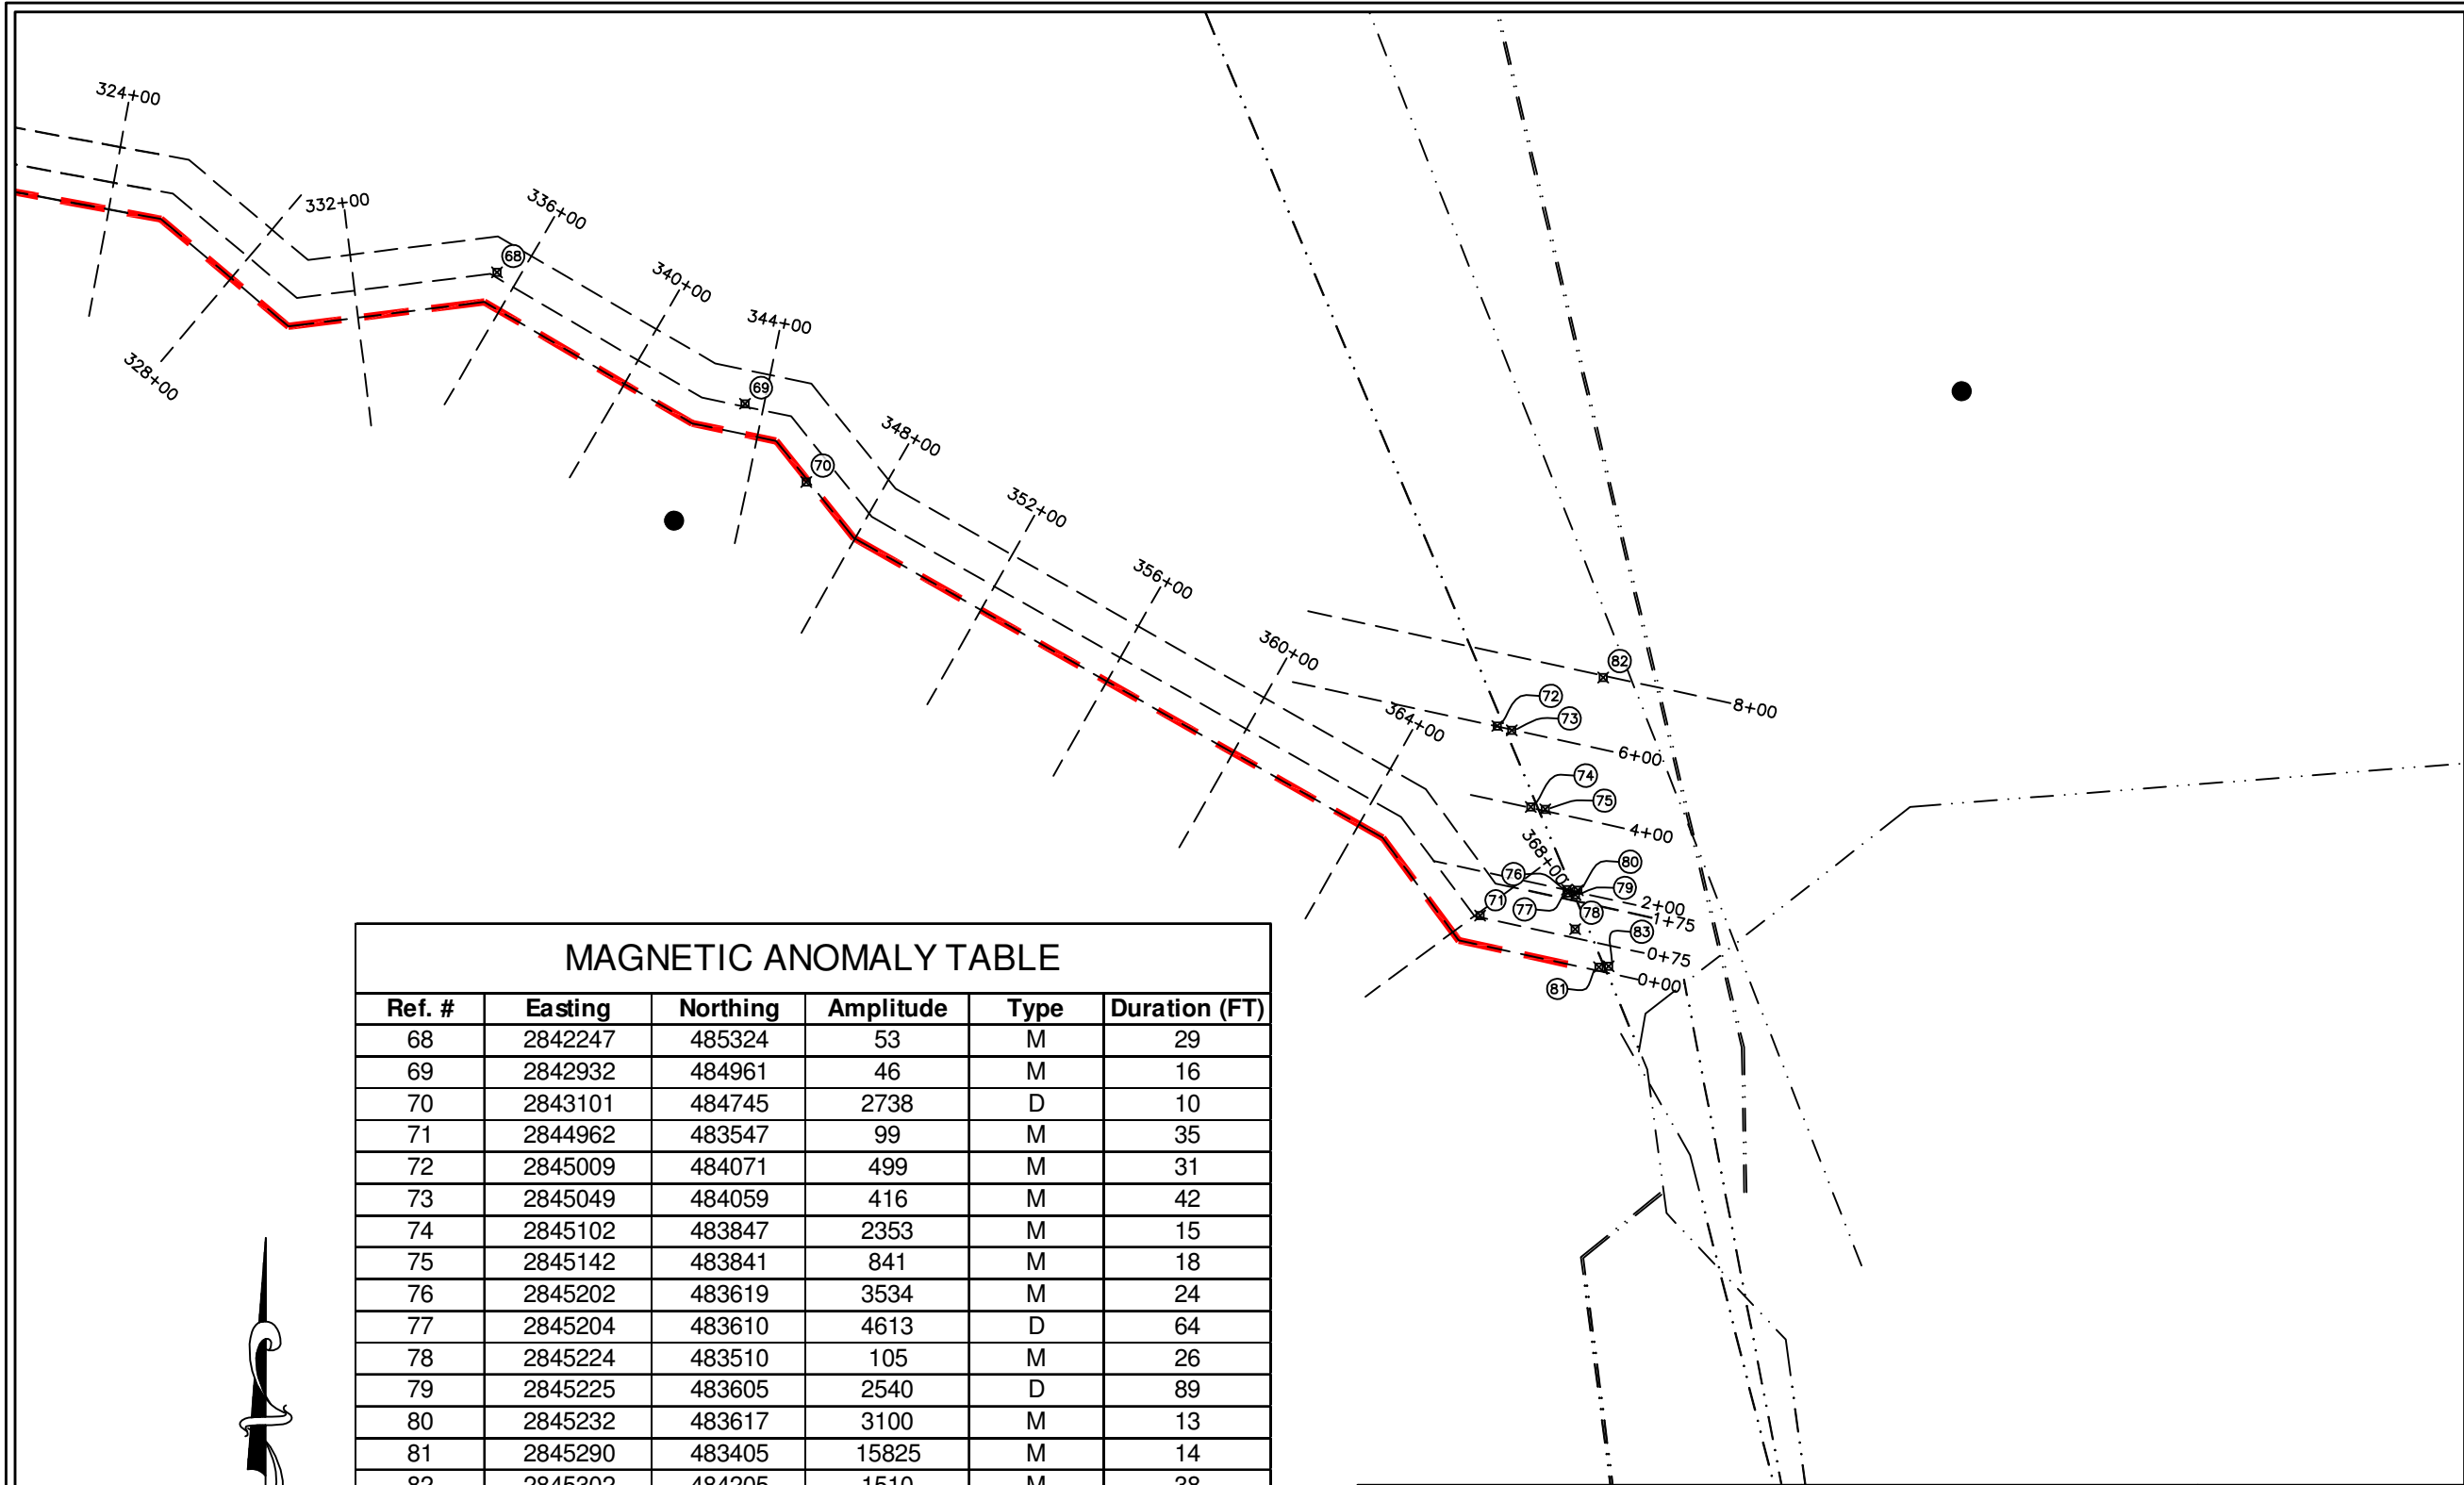 324+00
332+00
336+00
68
340+00
344+00
328+00
69
348+00
70
352+00
356+00
360+00
82
72
8+00
364+00
73
6+00
74
75
4+00
368+00
80
76
79
71
77
78
2+00
1+75
83
0+75
81
0+00
MAGNETIC ANOMALY TABLE
Ref. # Easting Northing Amplitude Type Duration (FT)
68 2842247 485324 53 M 29
69 2842932 484961 46 M 16
70 2843101 484745 2738 D 10
71 2844962 483547 99 M 35
72 2845009 484071 499 M 31
73 2845049 484059 416 M 42
74 2845102 483847 2353 M 15
75 2845142 483841 841 M 18
76 2845202 483619 3534 M 24
77 2845204 483610 4613 D 64
78 2845224 483510 105 M 26
79 2845225 483605 2540 D 89
80 2845232 483617 3100 M 13
81 2845290 483405 15825 M 14
82 2845302 484205 1510 M 38